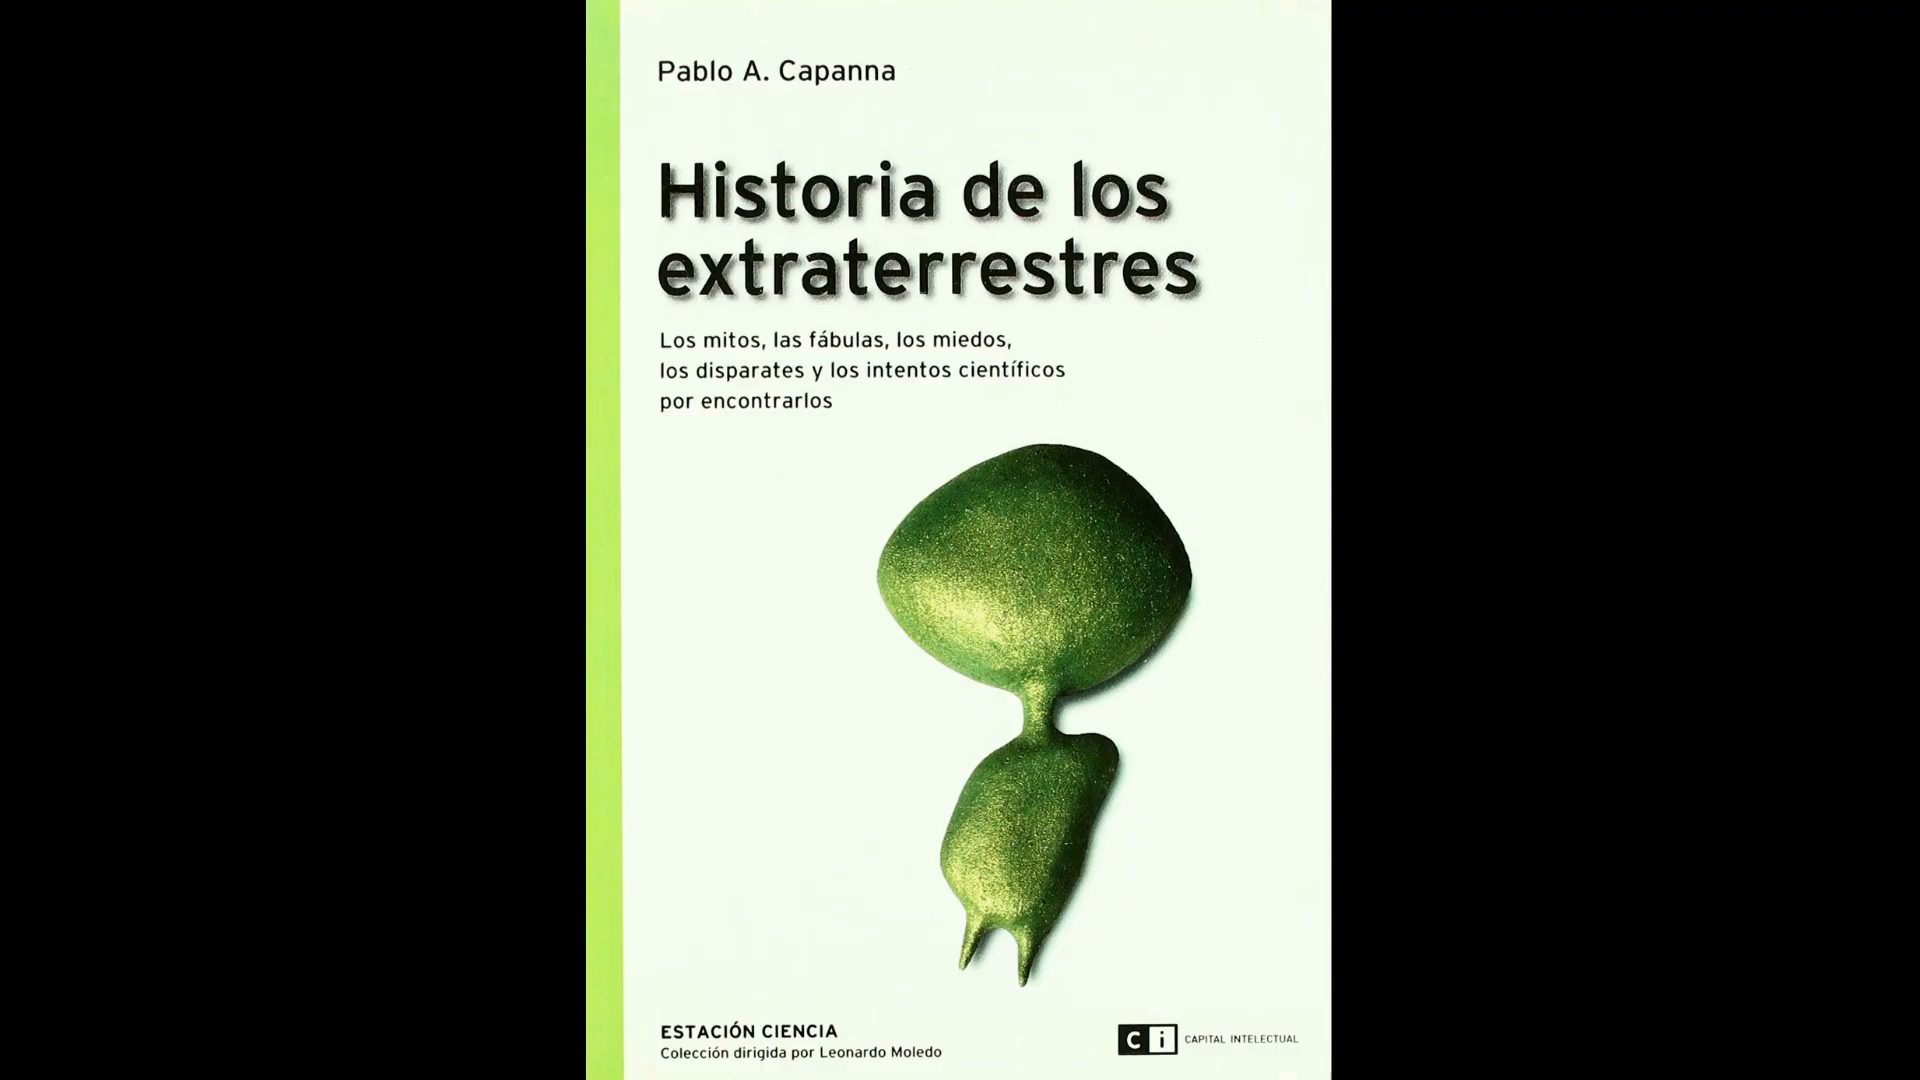 Pablo A. Capanna
Historia de los
extraterrestres
Los mitos, las fábulas, los miedos,
los disparates y los intentos científicos
por encontrarlos
ESTACIÓN CIENCIA
Colección dirigida por Leonardo Moledo
Ci CAPITAL INTELECTUAL